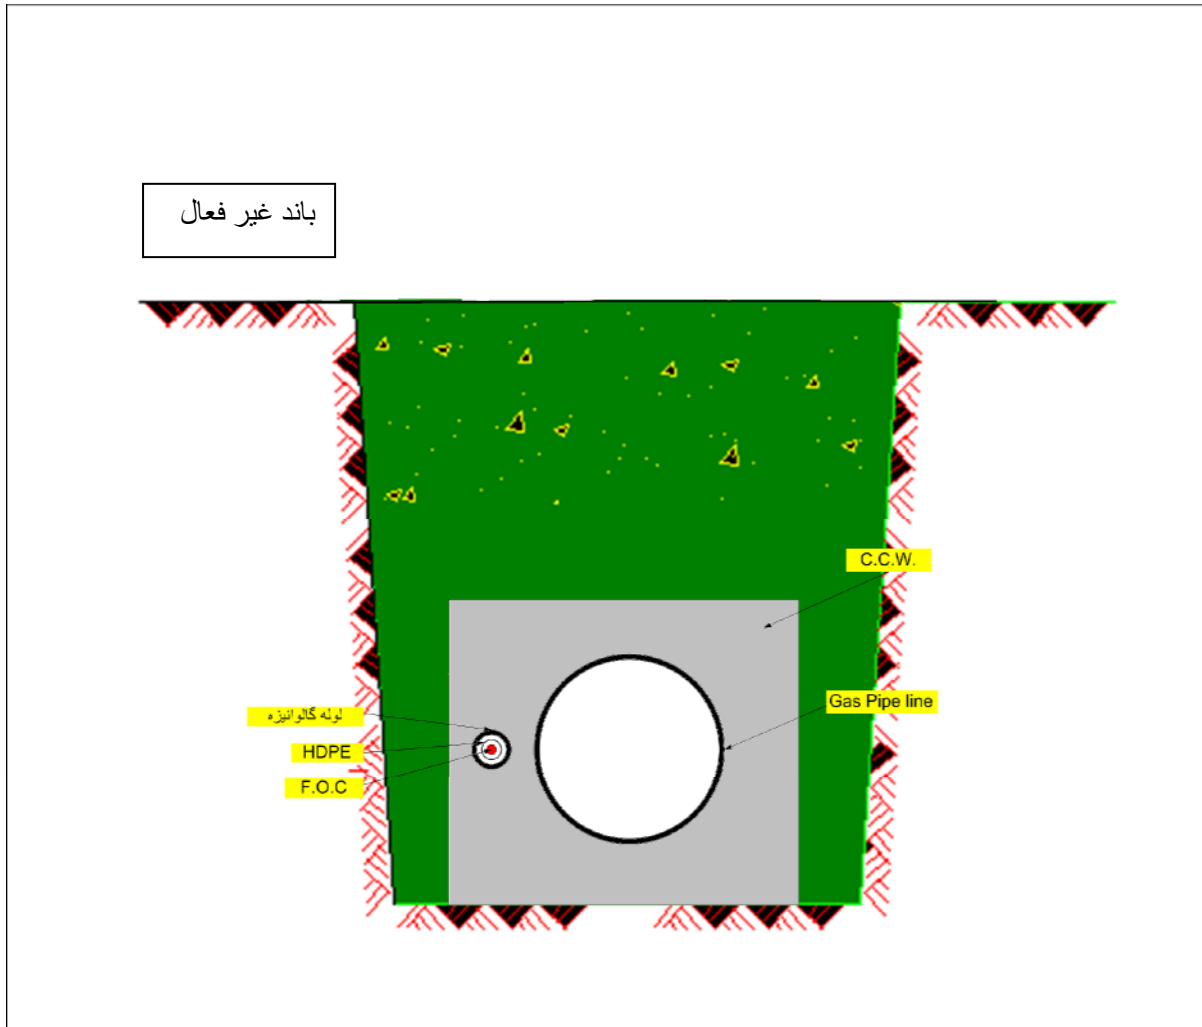 باند غیر فعال
C.C.W.
Gas Pipe line
لوله گالوانیزه
HDPE
F.O.C